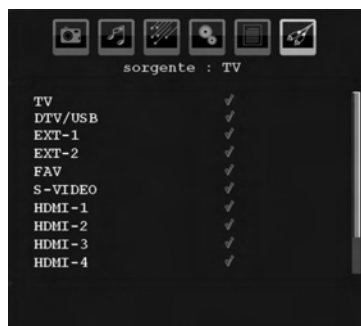 sorgente : TV
TV
DTV/USB
EXT-1
EXT-2
FAV
S-VIDEO
HDMI-1
HDMI-2
HDMI-3
HDMI-4